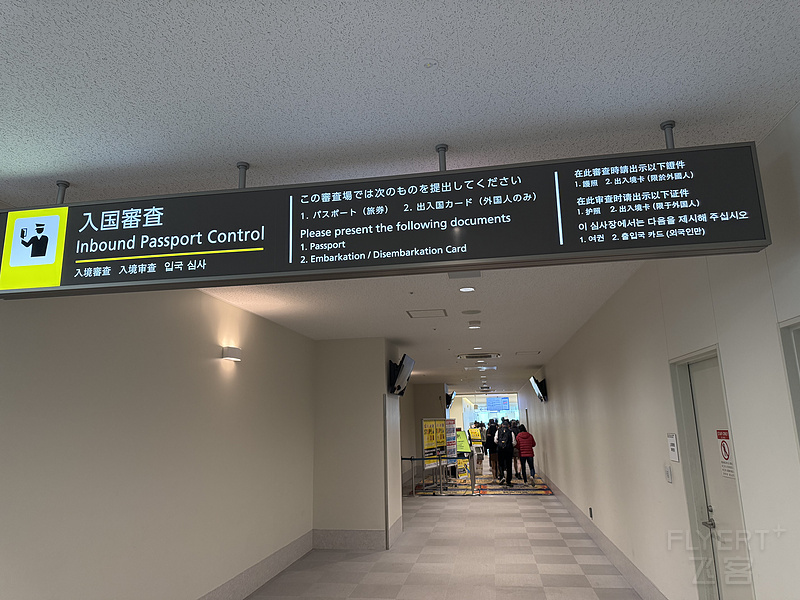 入国審査
Inbound Passport Control
入境審查 入境审查 입국 심사
この審査場では次のものを提出してください
1. パスポート（旅券） 2. 出入国カード（外国人のみ）
Please present the following documents
1. Passport
2. Embarkation / Disembarkation Card
在此審查時請出示以下證件
1. 護照 2. 出入境卡 (限於外國人)
在此审查时请出示以下证件
1. 护照 2. 出入境卡 (限于外国人)
이 심사장에서는 다음을 제시해 주십시오
1. 여권 2. 출입국 카드 (외국인만)
FLYERT+
飞客